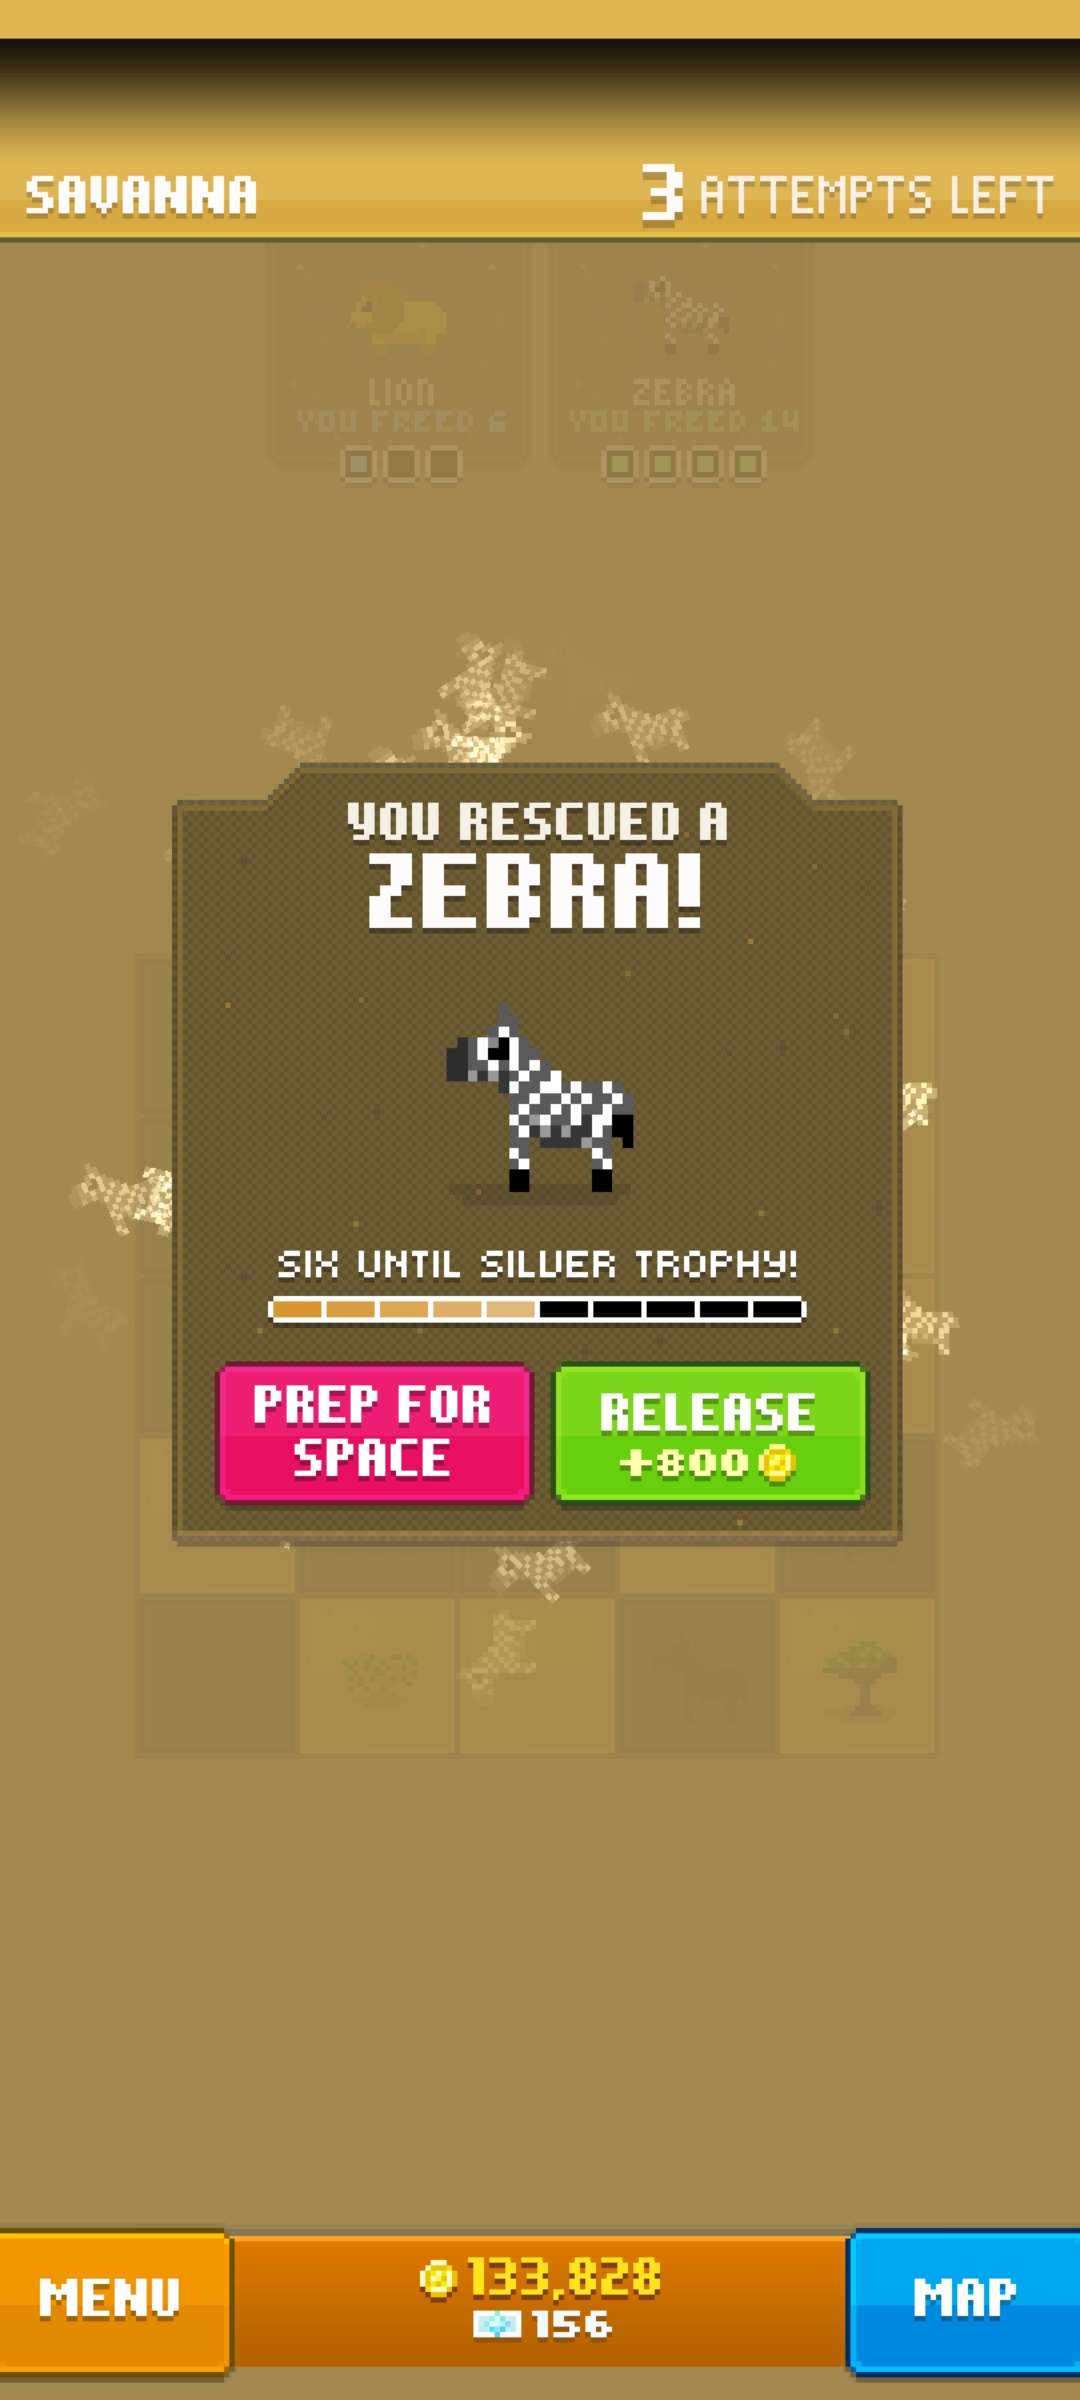 SAVANNA
3 ATTEMPTS LEFT
LION
YOU FREED 6
ZEBRA
YOU FREED 14
YOU RESCUED A
ZEBRA!
SIX UNTIL SILVER TROPHY!
PREP FOR
SPACE
RELEASE
+800
MENU
133,828
156
MAP